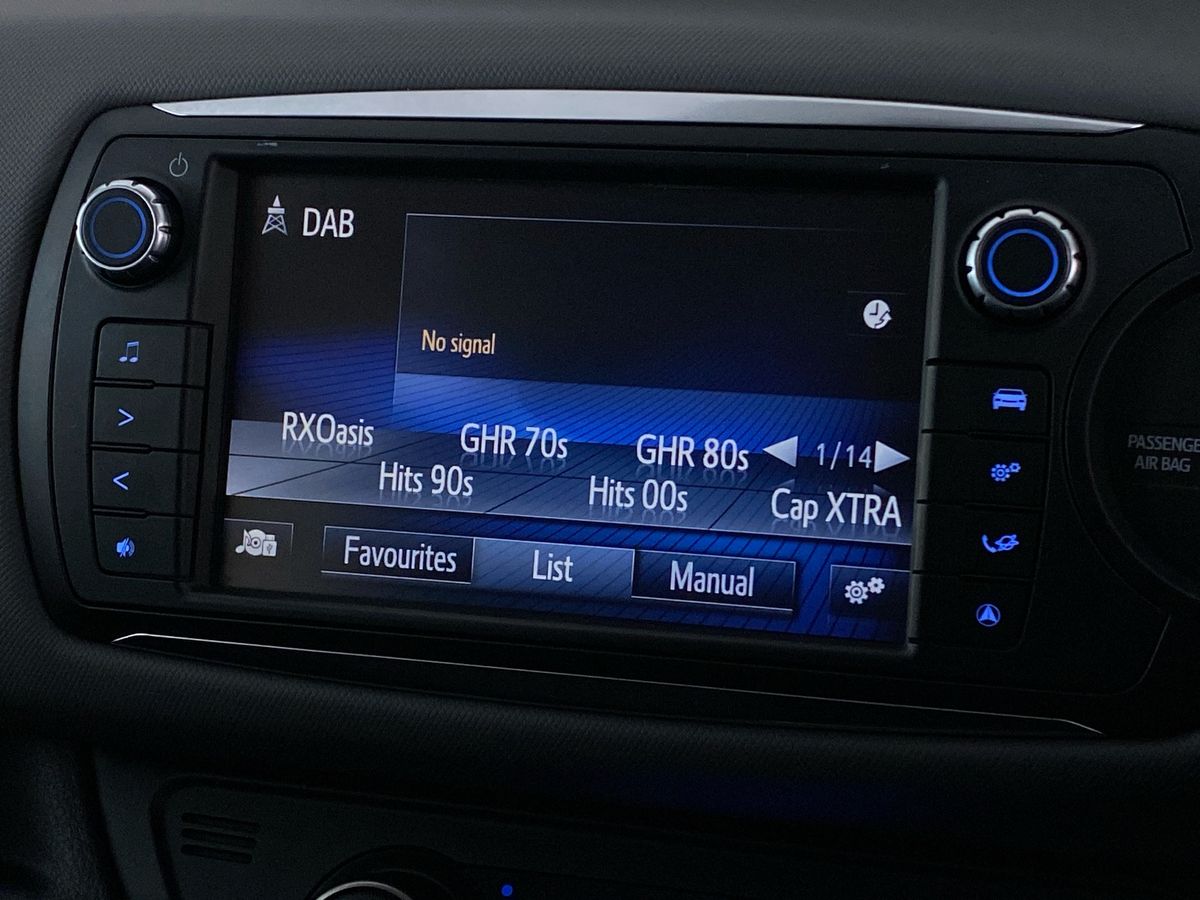 DAB
No signal
RXOasis GHR 70s GHR 80s 1/14
Hits 90s Hits 00s Cap XTRA
Favourites List Manual
PASSENGE
AIR BAG